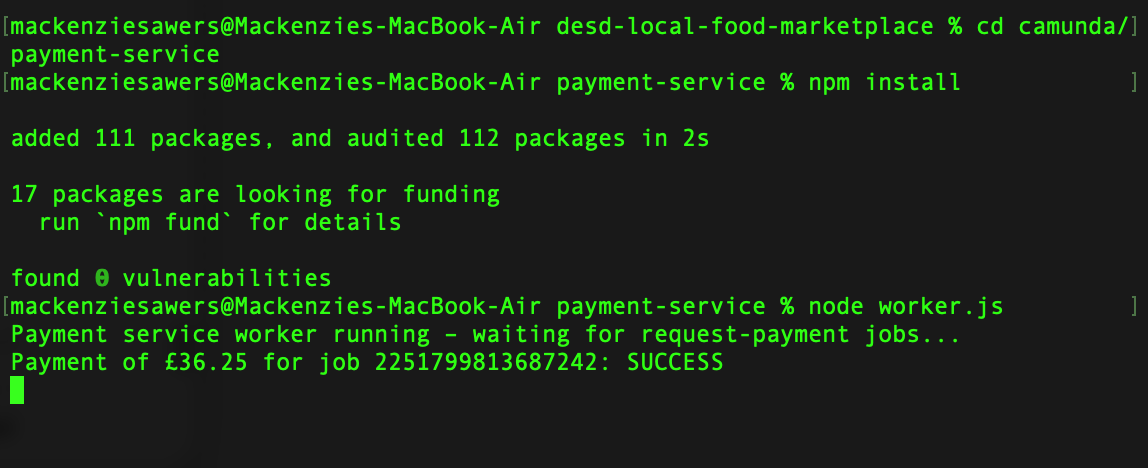 [mackenziesawers@Mackenzies-MacBook-Air desd-local-food-marketplace % cd camunda/]
payment-service
[mackenziesawers@Mackenzies-MacBook-Air payment-service % npm install ]
added 111 packages, and audited 112 packages in 2s
17 packages are looking for funding
  run `npm fund` for details
found 0 vulnerabilities
[mackenziesawers@Mackenzies-MacBook-Air payment-service % node worker.js ]
Payment service worker running – waiting for request-payment jobs...
Payment of £36.25 for job 2251799813687242: SUCCESS